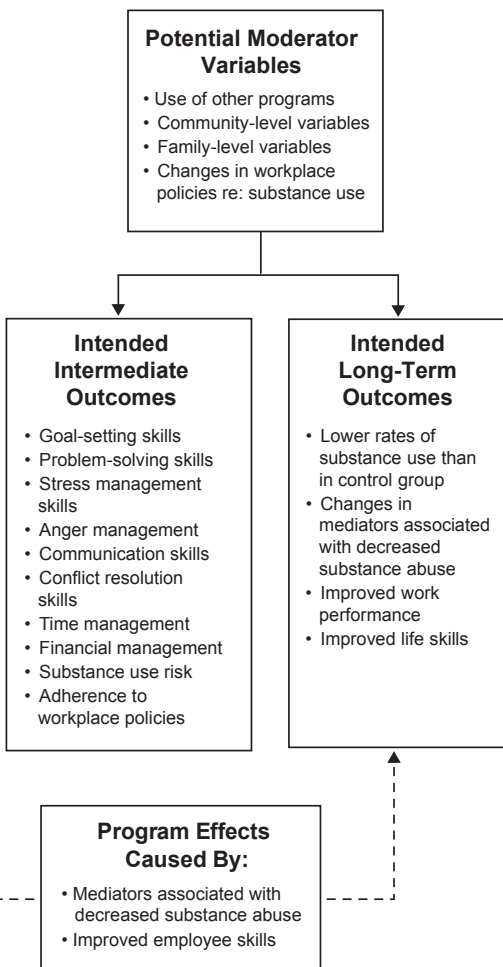 Potential Moderator
Variables
• Use of other programs
• Community-level variables
• Family-level variables
• Changes in workplace
policies re: substance use
Intended
Intermediate
Outcomes
• Goal-setting skills
• Problem-solving skills
• Stress management
skills
• Anger management
• Communication skills
• Conflict resolution
skills
• Time management
• Financial management
• Substance use risk
• Adherence to
workplace policies
Intended
Long-Term
Outcomes
• Lower rates of
substance use than
in control group
• Changes in
mediators associated
with decreased
substance abuse
• Improved work
performance
• Improved life skills
Program Effects
Caused By:
• Mediators associated with
decreased substance abuse
• Improved employee skills